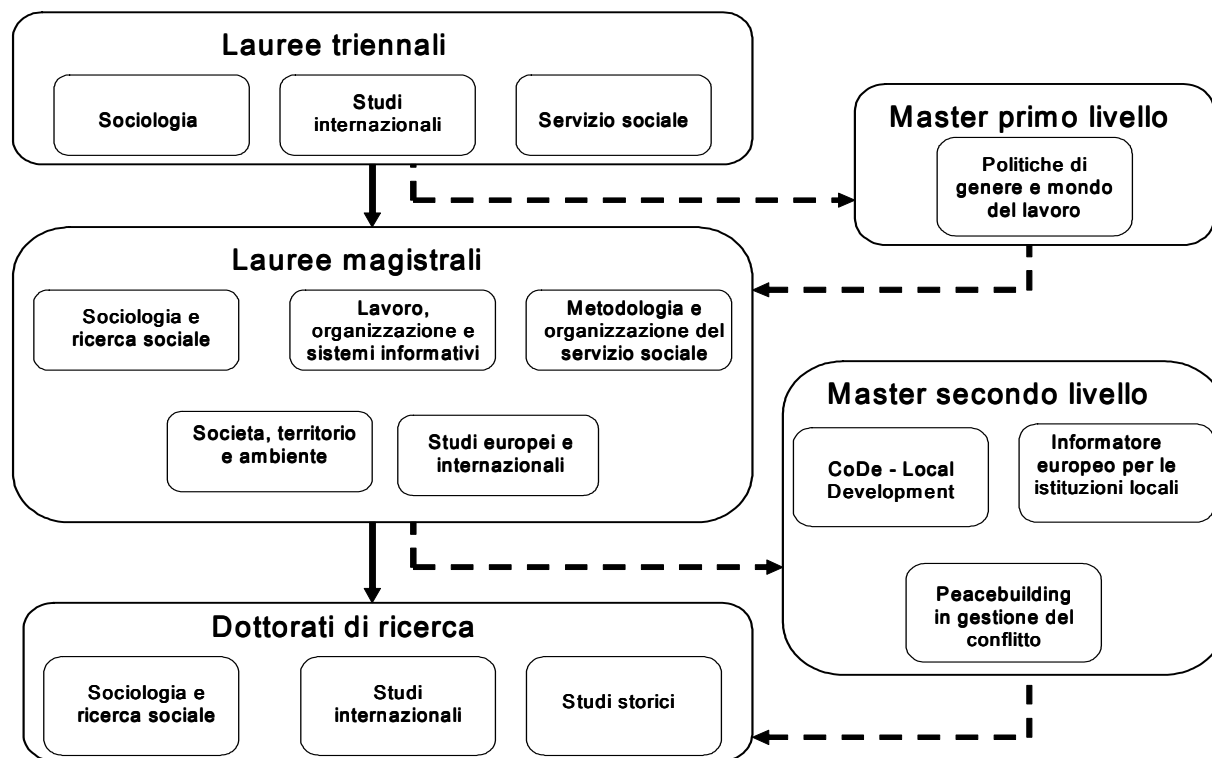 Lauree triennali
Sociologia
Studi
internazionali
Servizio sociale
Master primo livello
Politiche di
genere e mondo
del lavoro
Lauree magistrali
Sociologia e
ricerca sociale
Lavoro,
organizzazione e
sistemi informativi
Metodologia e
organizzazione del
servizio sociale
Societa, territorio
e ambiente
Studi europei e
internazionali
Master secondo livello
CoDe - Local
Development
Informatore
europeo per le
istituzioni locali
Peacebuilding
in gestione del
conflitto
Dottorati di ricerca
Sociologia e
ricerca sociale
Studi
internazionali
Studi storici